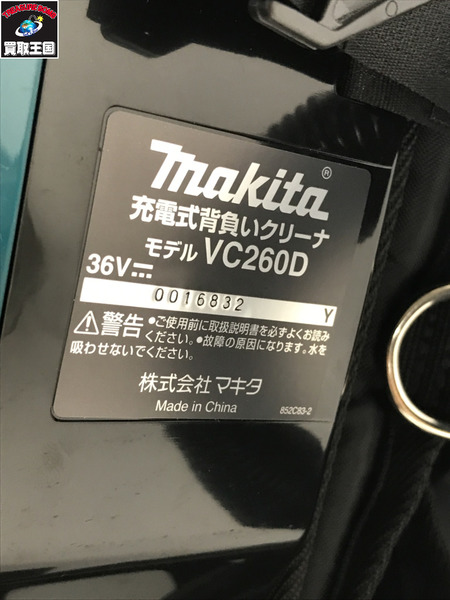 買取王国
makita®
充電式背負いクリーナ
モデル VC260D
36V
0016832 Y
⚠警告 •ご使用前に取扱説明書を必ずよくお読み
ください。•故障の原因になります。水を
吸わせないでください。
株式会社マキタ
Made in China 852C83-2